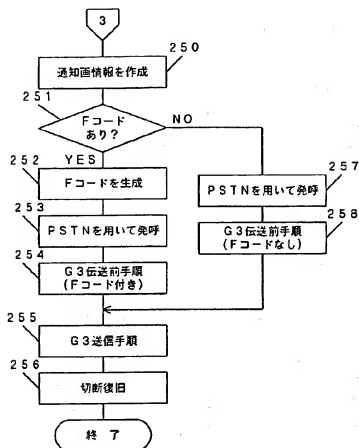 3
250
通知画情報を作成
251
Fコード
あり?
NO
YES
252
Fコードを生成
257
PSTNを用いて発呼
253
PSTNを用いて発呼
258
G3伝送前手順
(Fコードなし)
254
G3伝送前手順
(Fコード付き)
255
G3送信手順
256
切断復旧
終了